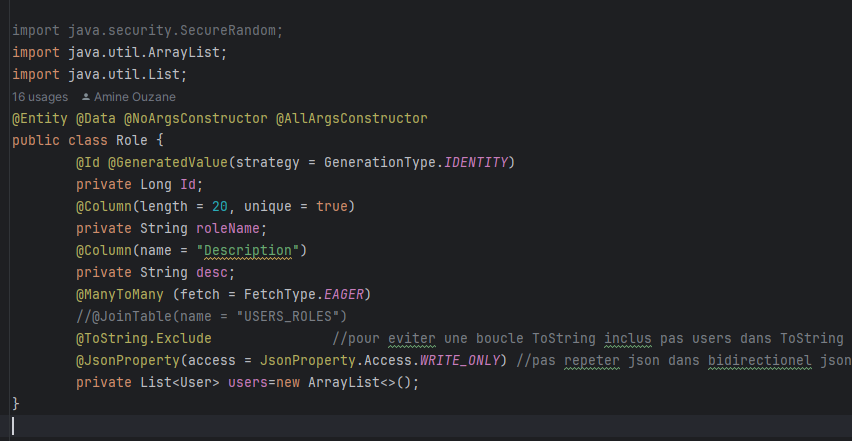 import java.security.SecureRandom;
import java.util.ArrayList;
import java.util.List;
16 usages Amine Ouzane
@Entity @Data @NoArgsConstructor @AllArgsConstructor
public class Role {
@Id @GeneratedValue(strategy = GenerationType.IDENTITY)
private Long Id;
@Column(length = 20, unique = true)
private String roleName;
@Column(name = "Description")
private String desc;
@ManyToMany (fetch = FetchType.EAGER)
//@JoinTable(name = "USERS_ROLES")
@ToString.Exclude //pour eviter une boucle ToString inclus pas users dans ToString
@JsonProperty(access = JsonProperty.Access.WRITE_ONLY) //pas repeter json dans bidirectionel json
private List<User> users=new ArrayList<>();
}